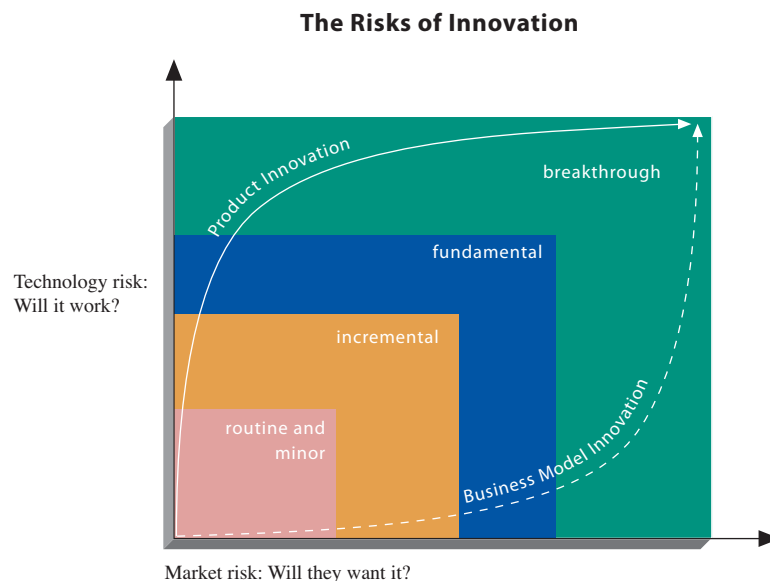 The Risks of Innovation
Product Innovation
breakthrough
fundamental
Technology risk:
Will it work?
incremental
routine and
minor
Business Model Innovation
Market risk: Will they want it?